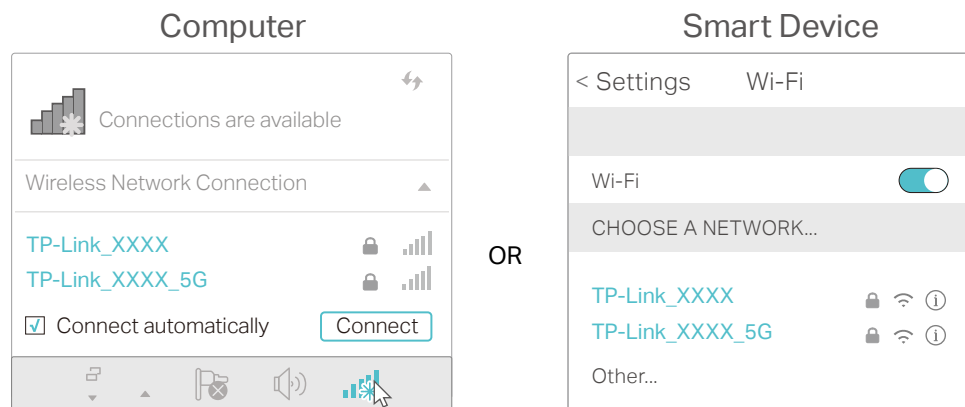 Computer
Connections are available
Wireless Network Connection
TP-Link_XXXX
TP-Link_XXXX_5G
Connect automatically
Connect
OR
Smart Device
< Settings Wi-Fi
Wi-Fi
CHOOSE A NETWORK...
TP-Link_XXXX
TP-Link_XXXX_5G
Other...